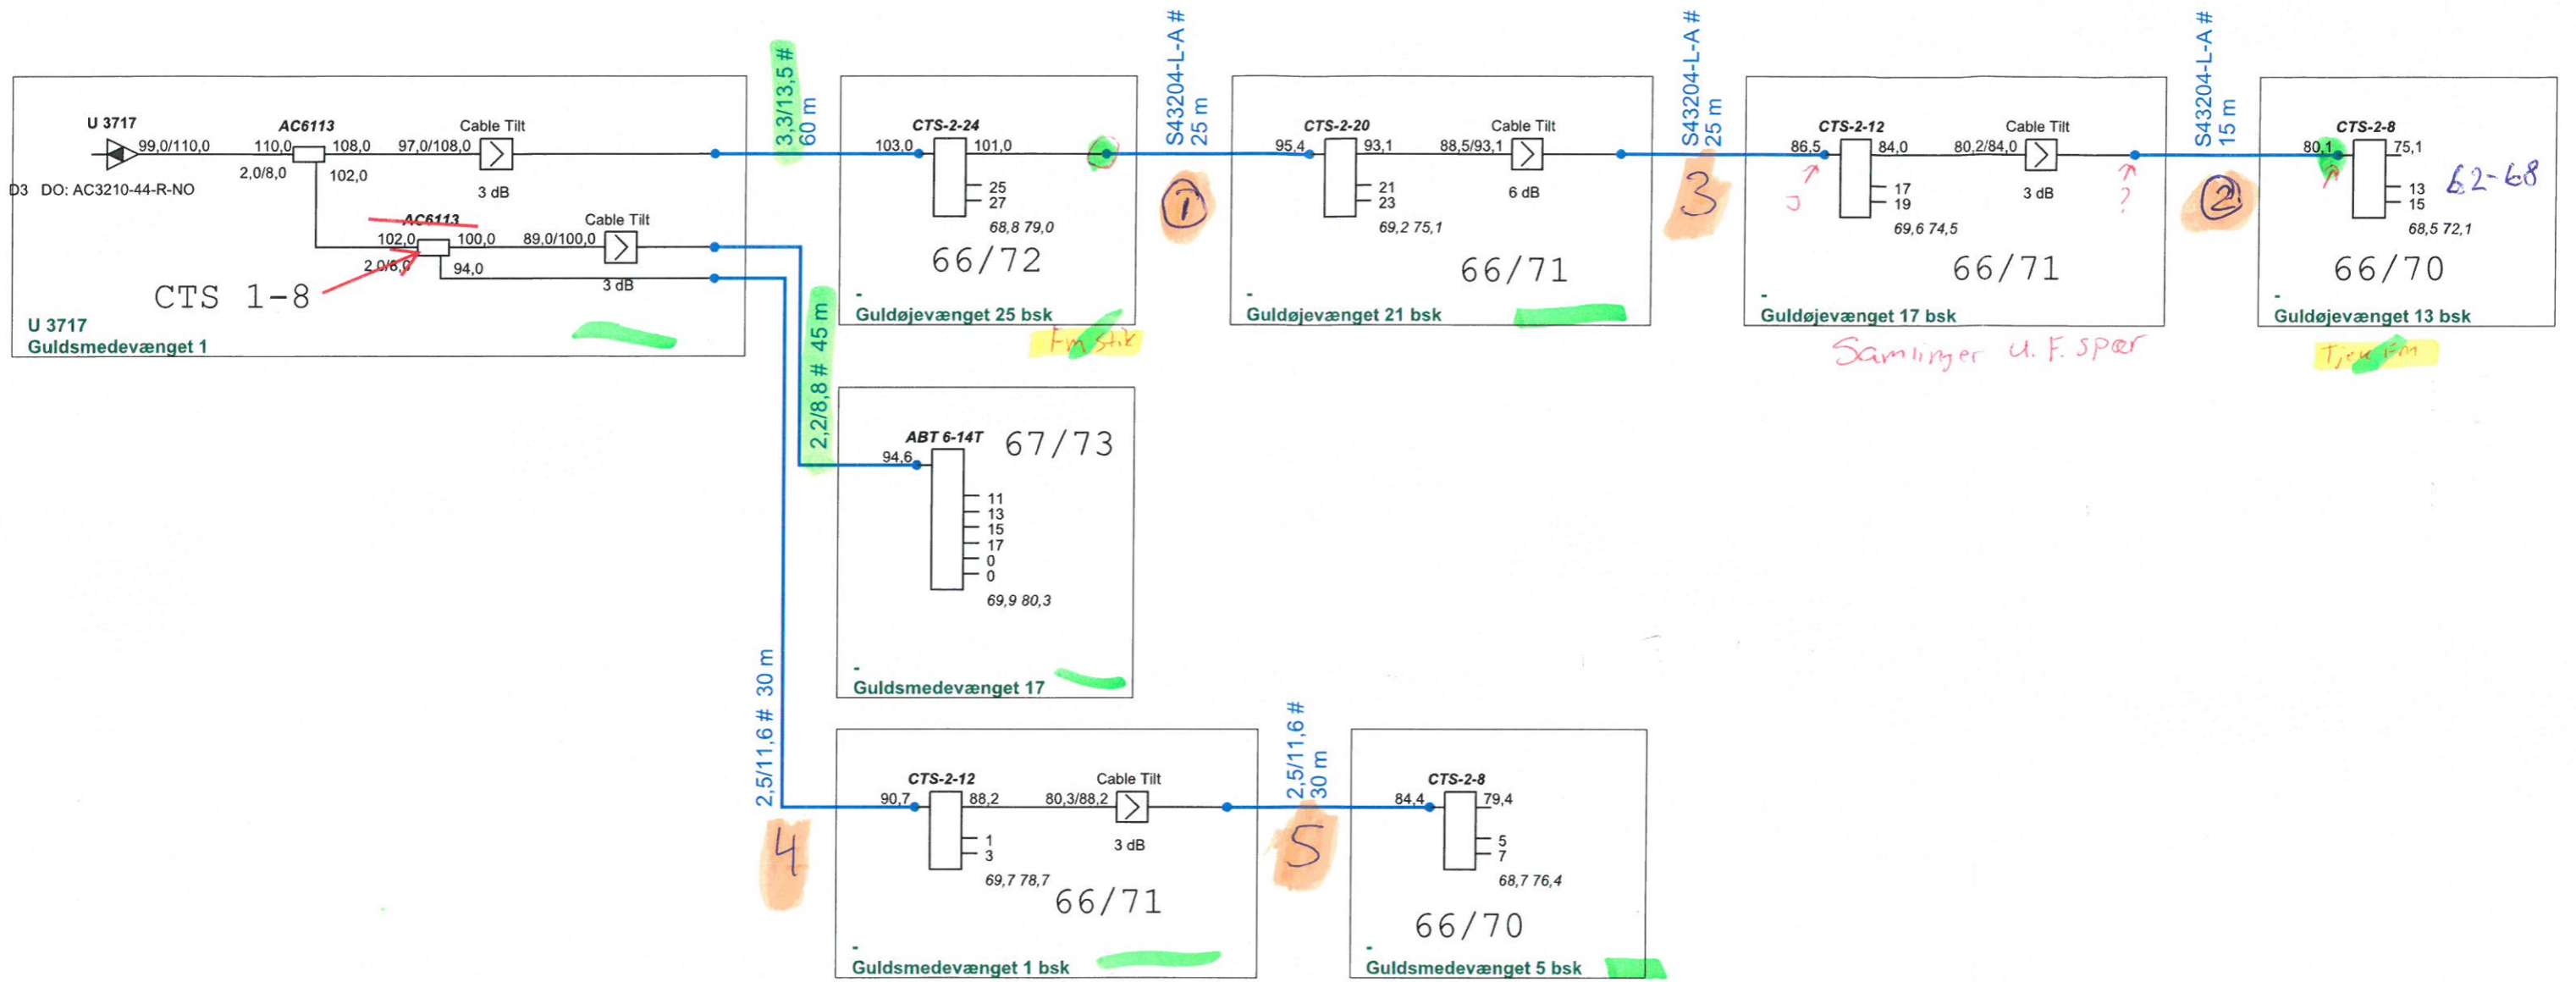 U 3717
99,0/110,0
D3 DO: AC3210-44-R-NO
AC6113
110,0
108,0
2,0/8,0
102,0
97,0/108,0
Cable Tilt
3 dB
AC6113
102,0
100,0
2,0/8,0
94,0
89,0/100,0
Cable Tilt
3 dB
CTS 1-8
U 3717
Guldsmedevænget 1
3,3/13,5 #
60 m
CTS-2-24
103,0
101,0
25
27
68,8 79,0
66/72
-
Guldøjevænget 25 bsk
Fm stik
S43204-L-A #
25 m
1
CTS-2-20
95,4
93,1
21
23
69,2 75,1
88,5/93,1
Cable Tilt
6 dB
66/71
-
Guldøjevænget 21 bsk
S43204-L-A #
25 m
3
CTS-2-12
86,5
84,0
17
19
69,6 74,5
80,2/84,0
Cable Tilt
3 dB
?
66/71
-
Guldøjevænget 17 bsk
Samlinger U. F. spær
S43204-L-A #
15 m
2
CTS-2-8
80,1
75,1
13
15
62-68
68,5 72,1
66/70
-
Guldøjevænget 13 bsk
Tjek Fm
2,2/8,8 # 45 m
ABT 6-14T
67/73
94,6
11
13
15
17
0
0
69,9 80,3
-
Guldsmedevænget 17
2,5/11,6 # 30 m
4
CTS-2-12
90,7
88,2
1
3
69,7 78,7
80,3/88,2
Cable Tilt
3 dB
66/71
-
Guldsmedevænget 1 bsk
2,5/11,6 #
30 m
5
CTS-2-8
84,4
79,4
5
7
68,7 76,4
66/70
-
Guldsmedevænget 5 bsk